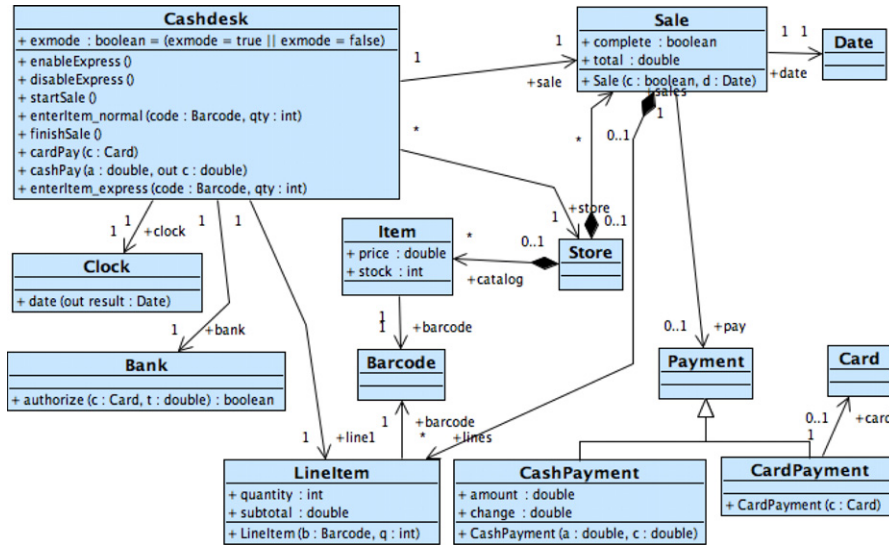 Cashdesk
+ exmode : boolean = (exmode = true || exmode = false)
+ enableExpress ()
+ disableExpress ()
+ startSale ()
+ enterItem_normal (code : Barcode, qty : int)
+ finishSale ()
+ cardPay (c : Card)
+ cashPay (a : double, out c : double)
+ enterItem_express (code : Barcode, qty : int)
1
1
+sale
Sale
+ complete : boolean
+ total : double
+ Sale (c : boolean, d : Date)
1 1
+date
Date
+sales
1
0..1
*
*
1
+store
0..1
Store
1
1
+clock
1
1
Clock
+ date (out result : Date)
Item
+ price : double
+ stock : int
*
0..1
+catalog
1
+bank
Bank
+ authorize (c : Card, t : double) : boolean
1
1
+barcode
Barcode
0..1
+pay
Payment
Card
0..1
+card
1
1
+barcode
*
+lines
1
+line1
LineItem
+ quantity : int
+ subtotal : double
+ LineItem (b : Barcode, q : int)
CashPayment
+ amount : double
+ change : double
+ CashPayment (a : double, c : double)
CardPayment
+ CardPayment (c : Card)